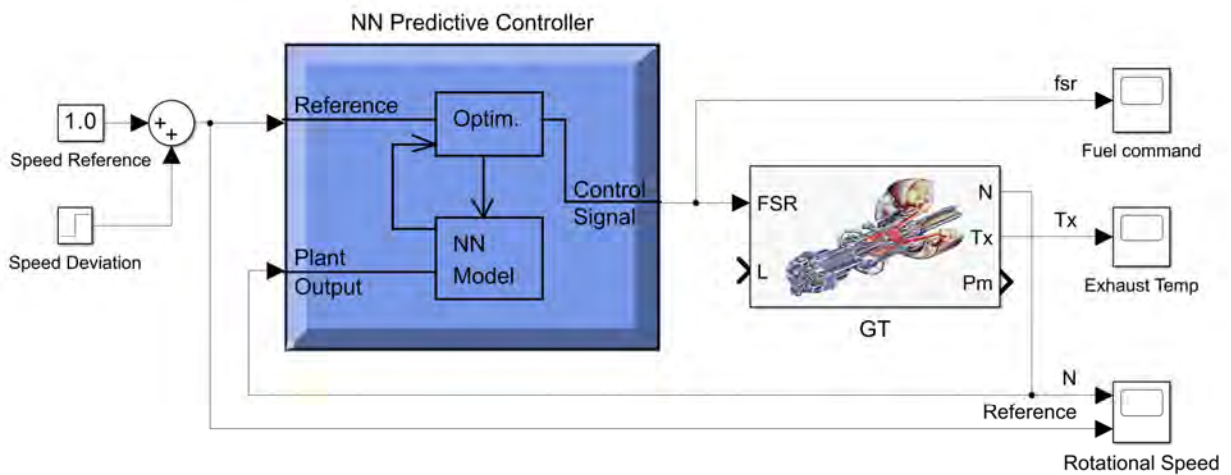 NN Predictive Controller
fsr
Reference
Optim.
1.0
+
+
Speed Reference
Fuel command
Control
Signal
FSR
N
NN
Model
Tx
Tx
Speed Deviation
Plant
Output
L
Pm
Exhaust Temp
GT
N
Reference
Rotational Speed